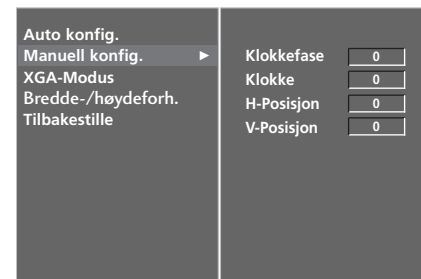 Auto konfig.
Manuell konfig. ►
XGA-Modus
Bredde-/høydeforh.
Tilbakestille
Klokkefase 0
Klokke 0
H-Posisjon 0
V-Posisjon 0